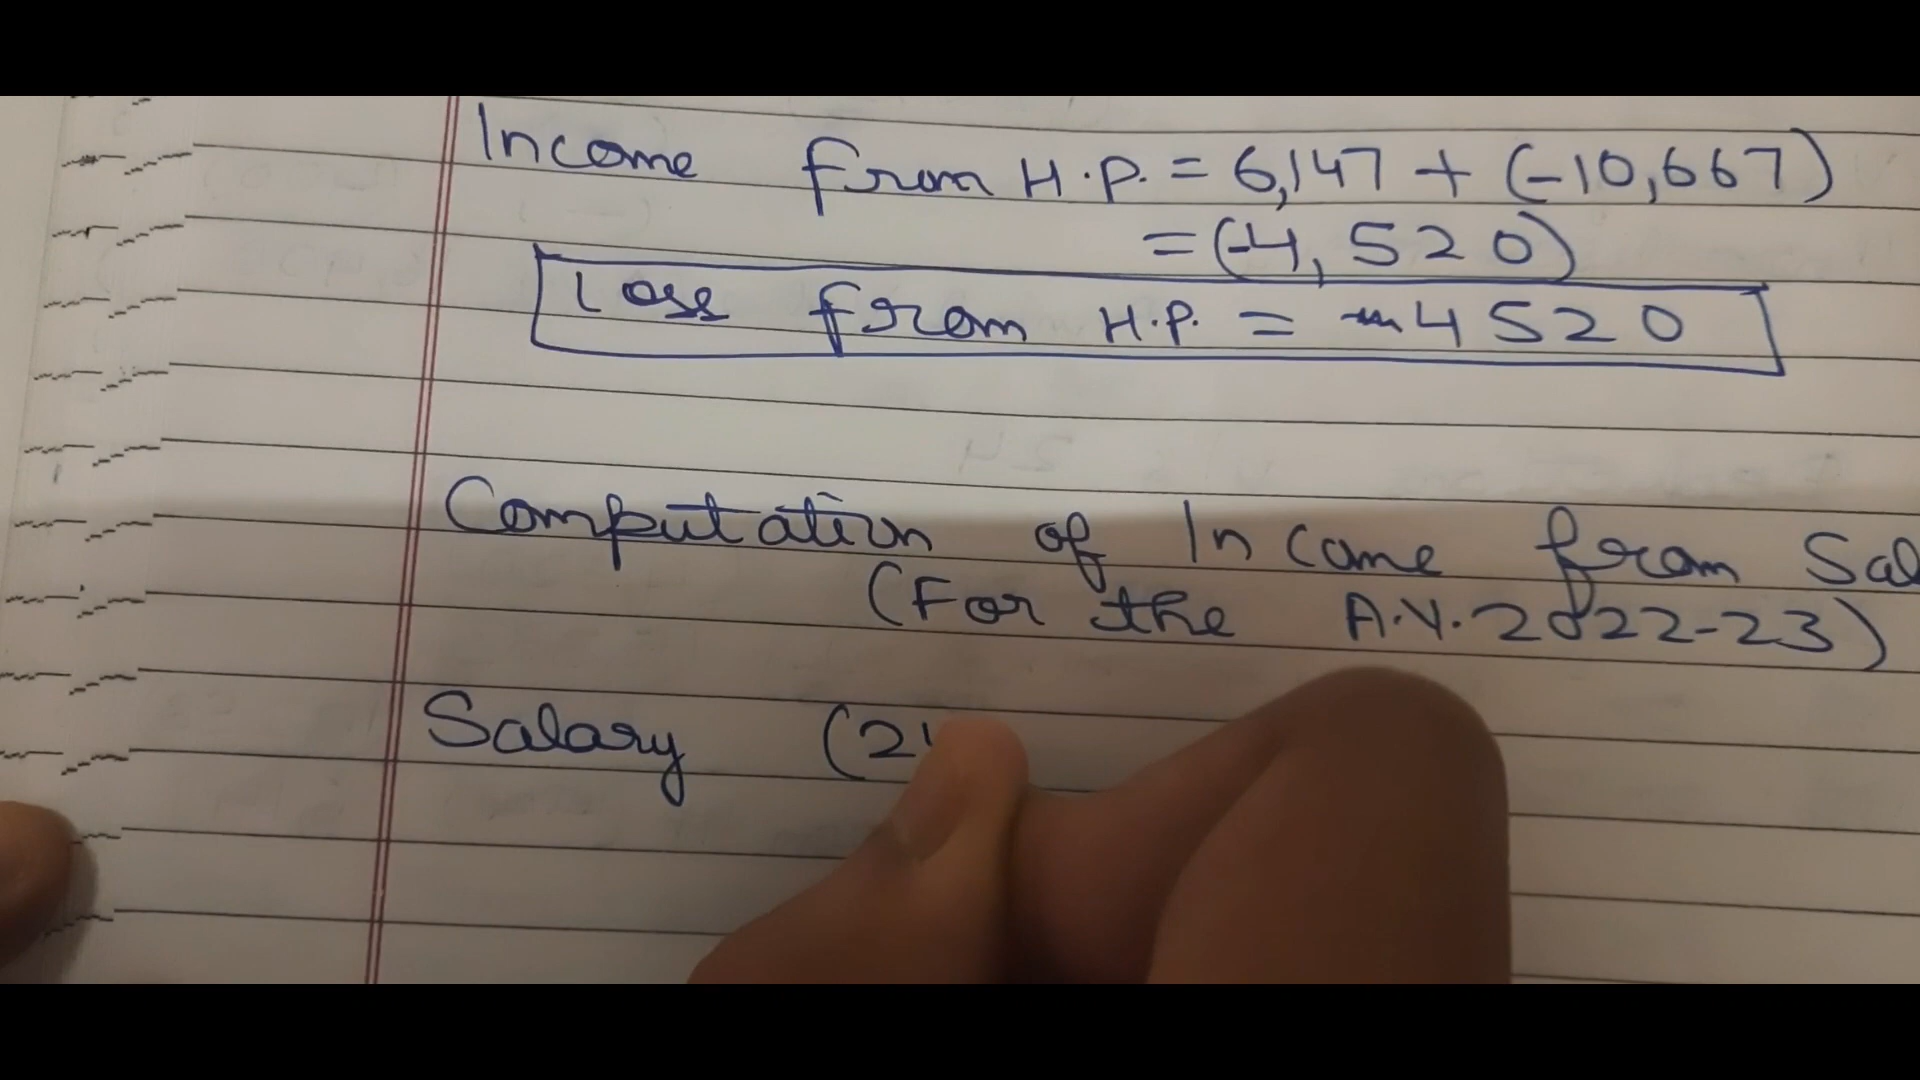 Income from H.P. = 6,147 + (-10,667)
= (-4,520)
Loss from H.P. = 4520
Computation of Income from Sal
(For the A.Y. 2022-23)
Salary (2